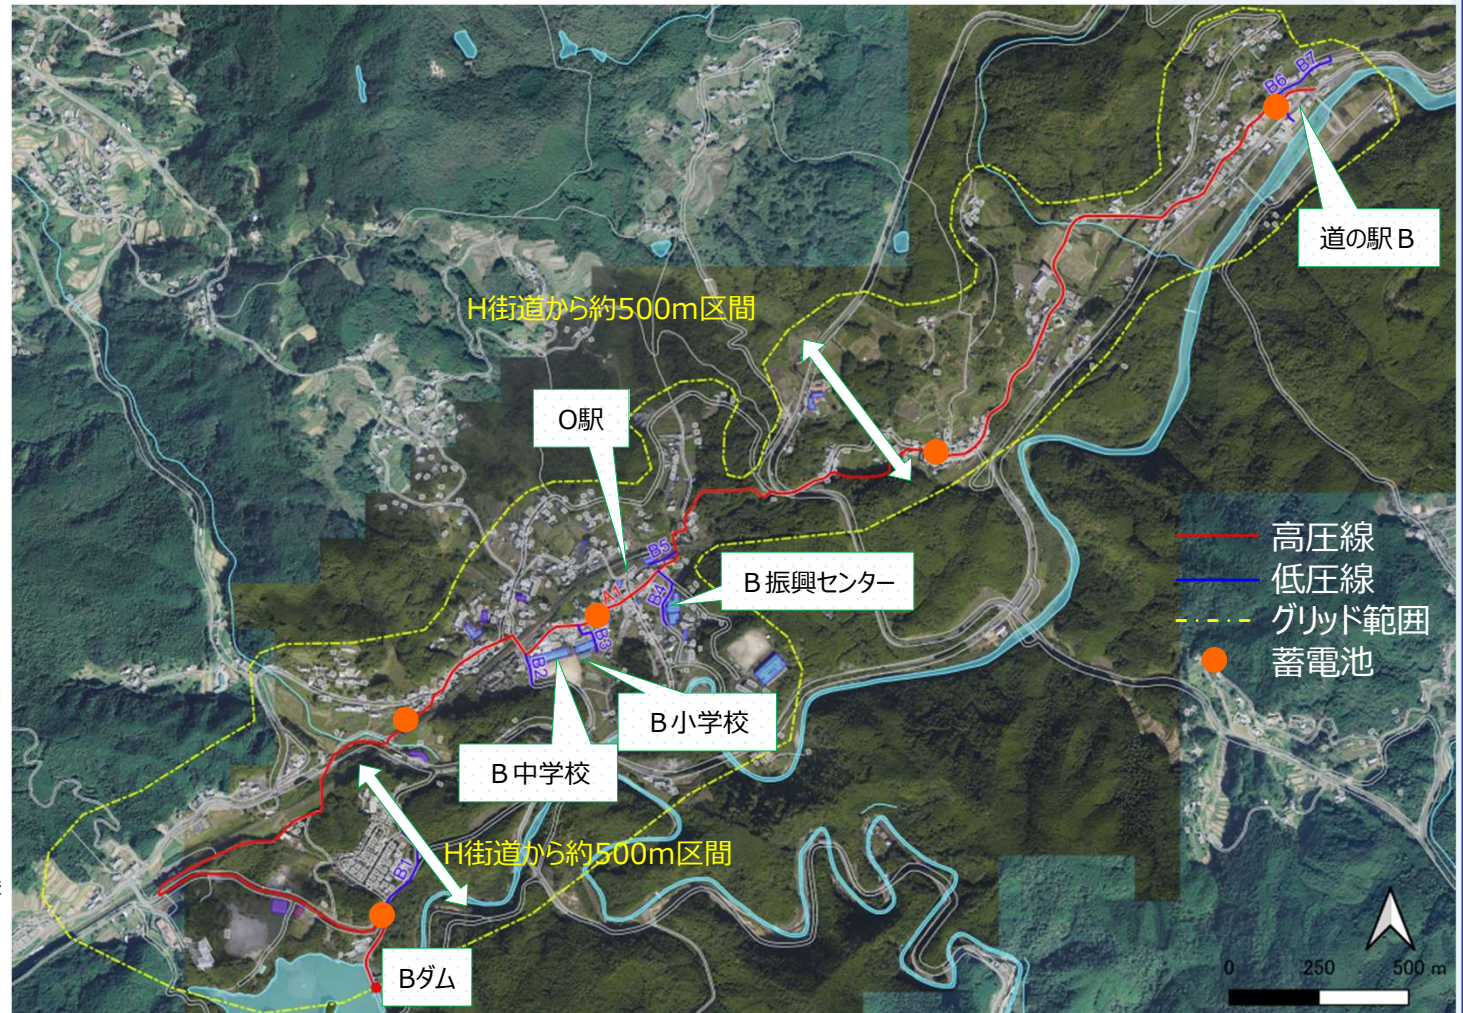 B6
B7
道の駅B
H街道から約500m区間
O駅
高圧線
低圧線
グリッド範囲
蓄電池
B5
B振興センター
A1
B4
B3
B2
B小学校
B中学校
H街道から約500m区間
B1
Bダム
0 250 500 m